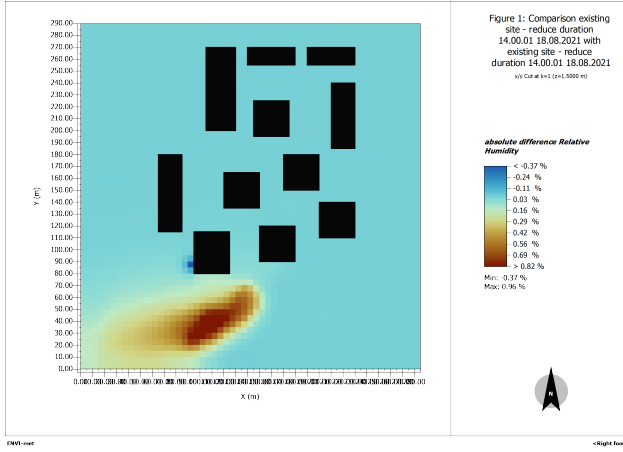 Figure 1: Comparison existing
site - reduce duration
14.00.01 18.08.2021 with
existing site - reduce
duration 14.00.01 18.08.2021
x/y Cut at k=1 (z=1.5000 m)
290.00
280.00
270.00
260.00
250.00
240.00
230.00
220.00
210.00
200.00
190.00
180.00
170.00
160.00
150.00
140.00
130.00
120.00
110.00
100.00
90.00
80.00
70.00
60.00
50.00
40.00
30.00
20.00
10.00
0.00
Y (m)
X (m)
absolute difference Relative
Humidity
< -0.37 %
-0.24 %
-0.11 %
0.03 %
0.16 %
0.29 %
0.42 %
0.56 %
0.69 %
> 0.82 %
Min: -0.37 %
Max: 0.96 %
N
ENVI-met
<Right foo